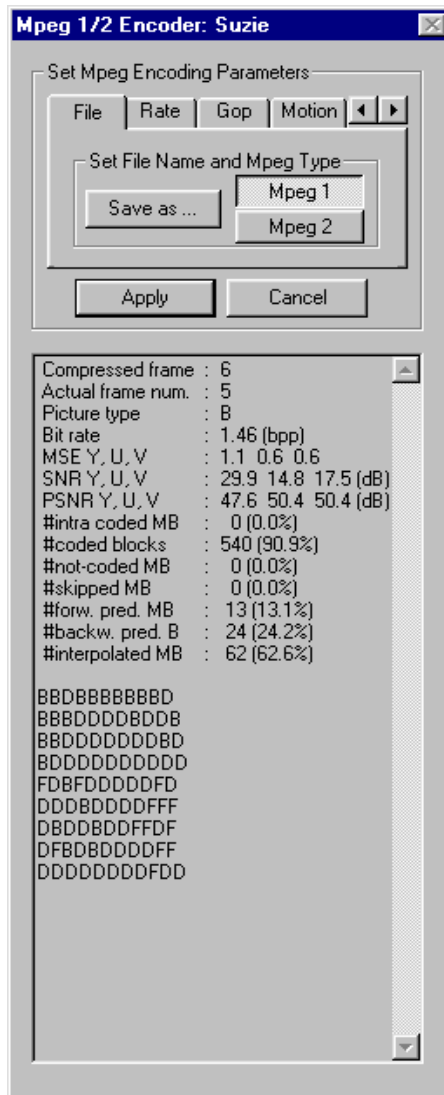 Mpeg 1/2 Encoder: Suzie
Set Mpeg Encoding Parameters
File Rate Gop Motion
Set File Name and Mpeg Type
Save as ...
Mpeg 1
Mpeg 2
Apply Cancel
Compressed frame : 6
Actual frame num. : 5
Picture type : B
Bit rate : 1.46 (bpp)
MSE Y, U, V : 1.1 0.6 0.6
SNR Y, U, V : 29.9 14.8 17.5 (dB)
PSNR Y, U, V : 47.6 50.4 50.4 (dB)
#intra coded MB : 0 (0.0%)
#coded blocks : 540 (90.9%)
#not-coded MB : 0 (0.0%)
#skipped MB : 0 (0.0%)
#forw. pred. MB : 13 (13.1%)
#backw. pred. B : 24 (24.2%)
#interpolated MB : 62 (62.6%)
BBDBBBBBBBD
BBBDDDDBDDB
BBDDDDDDDBD
BDDDDDDDDDD
FDBFDDDDDFD
DDDBDDDDFFF
DBDDBDDFFDF
DFBDBDDDDFF
DDDDDDDDFDD